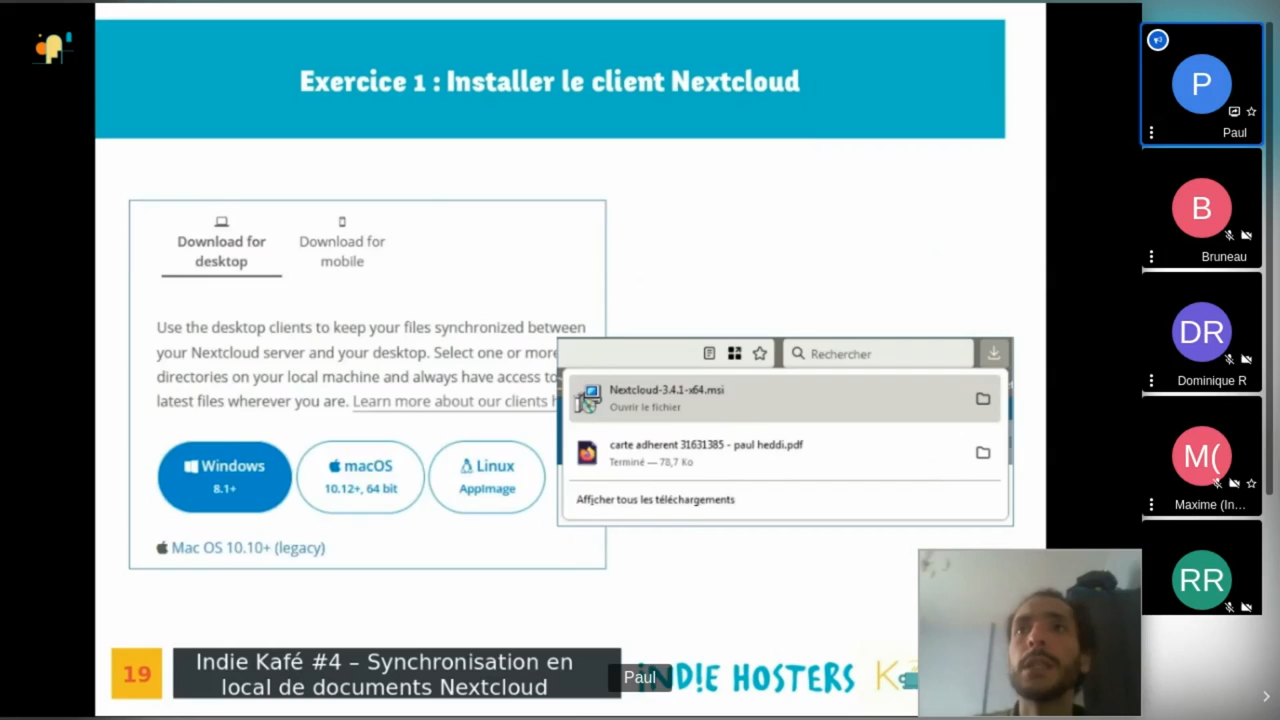 Exercice 1 : Installer le client Nextcloud
Download for
desktop
Download for
mobile
Use the desktop clients to keep your files synchronized between
your Nextcloud server and your desktop. Select one or more
directories on your local machine and always have access to
latest files wherever you are. Learn more about our clients
Windows
8.1+
macOS
10.12+, 64 bit
Linux
AppImage
Mac OS 10.10+ (legacy)
Rechercher
Nextcloud-3.4.1-x64.msi
Ouvrir le fichier
carte adherent 31631385 - paul heddi.pdf
Terminé — 78,7 Ko
Afficher tous les téléchargements
19
Indie Kafé #4 – Synchronisation en
local de documents Nextcloud
Paul
IND!E HOSTERS
P
Paul
B
Bruneau
DR
Dominique R
M(
Maxime (In...
RR